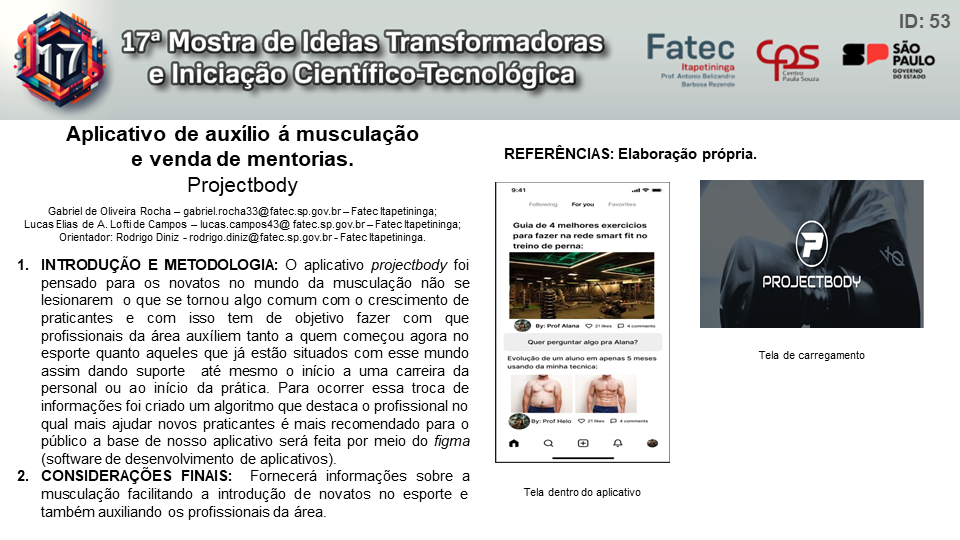 ID: 53
17ª Mostra de Ideias Transformadoras
e Iniciação Científico-Tecnológica
Fatec
Itapetininga
Prof. Antonio Belizandro
Barbosa Rezende
CPS
Centro
Paula Souza
SP
SÃO PAULO
GOVERNO
DO ESTADO
Aplicativo de auxílio á musculação
e venda de mentorias.
Projectbody
Gabriel de Oliveira Rocha – gabriel.rocha33@fatec.sp.gov.br – Fatec Itapetininga;
Lucas Elias de A. Lofti de Campos – lucas.campos43@ fatec.sp.gov.br – Fatec Itapetininga;
Orientador: Rodrigo Diniz - rodrigo.diniz@fatec.sp.gov.br - Fatec Itapetininga.
1. INTRODUÇÃO E METODOLOGIA: O aplicativo projectbody foi
pensado para os novatos no mundo da musculação não se
lesionarem o que se tornou algo comum com o crescimento de
praticantes e com isso tem de objetivo fazer com que
profissionais da área auxíliem tanto a quem começou agora no
esporte quanto aqueles que já estão situados com esse mundo
assim dando suporte até mesmo o início a uma carreira da
personal ou ao início da prática. Para ocorrer essa troca de
informações foi criado um algoritmo que destaca o profissional no
qual mais ajudar novos praticantes é mais recomendado para o
público a base de nosso aplicativo será feita por meio do figma
(software de desenvolvimento de aplicativos).
2. CONSIDERAÇÕES FINAIS: Fornecerá informações sobre a
musculação facilitando a introdução de novatos no esporte e
também auxiliando os profissionais da área.
REFERÊNCIAS: Elaboração própria.
9:41
Following For you Favorites
Guia de 4 melhores exercicios
para fazer na rede smart fit no
treino de perna:
By: Prof Alana 21 likes 4 comments
Quer perguntar algo pra Alana?
Evolução de um aluno em apenas 5 meses
usando da minha tecnica:
By: Prof Helo 21 likes 4 comments
Tela dentro do aplicativo
PROJECTBODY
Tela de carregamento